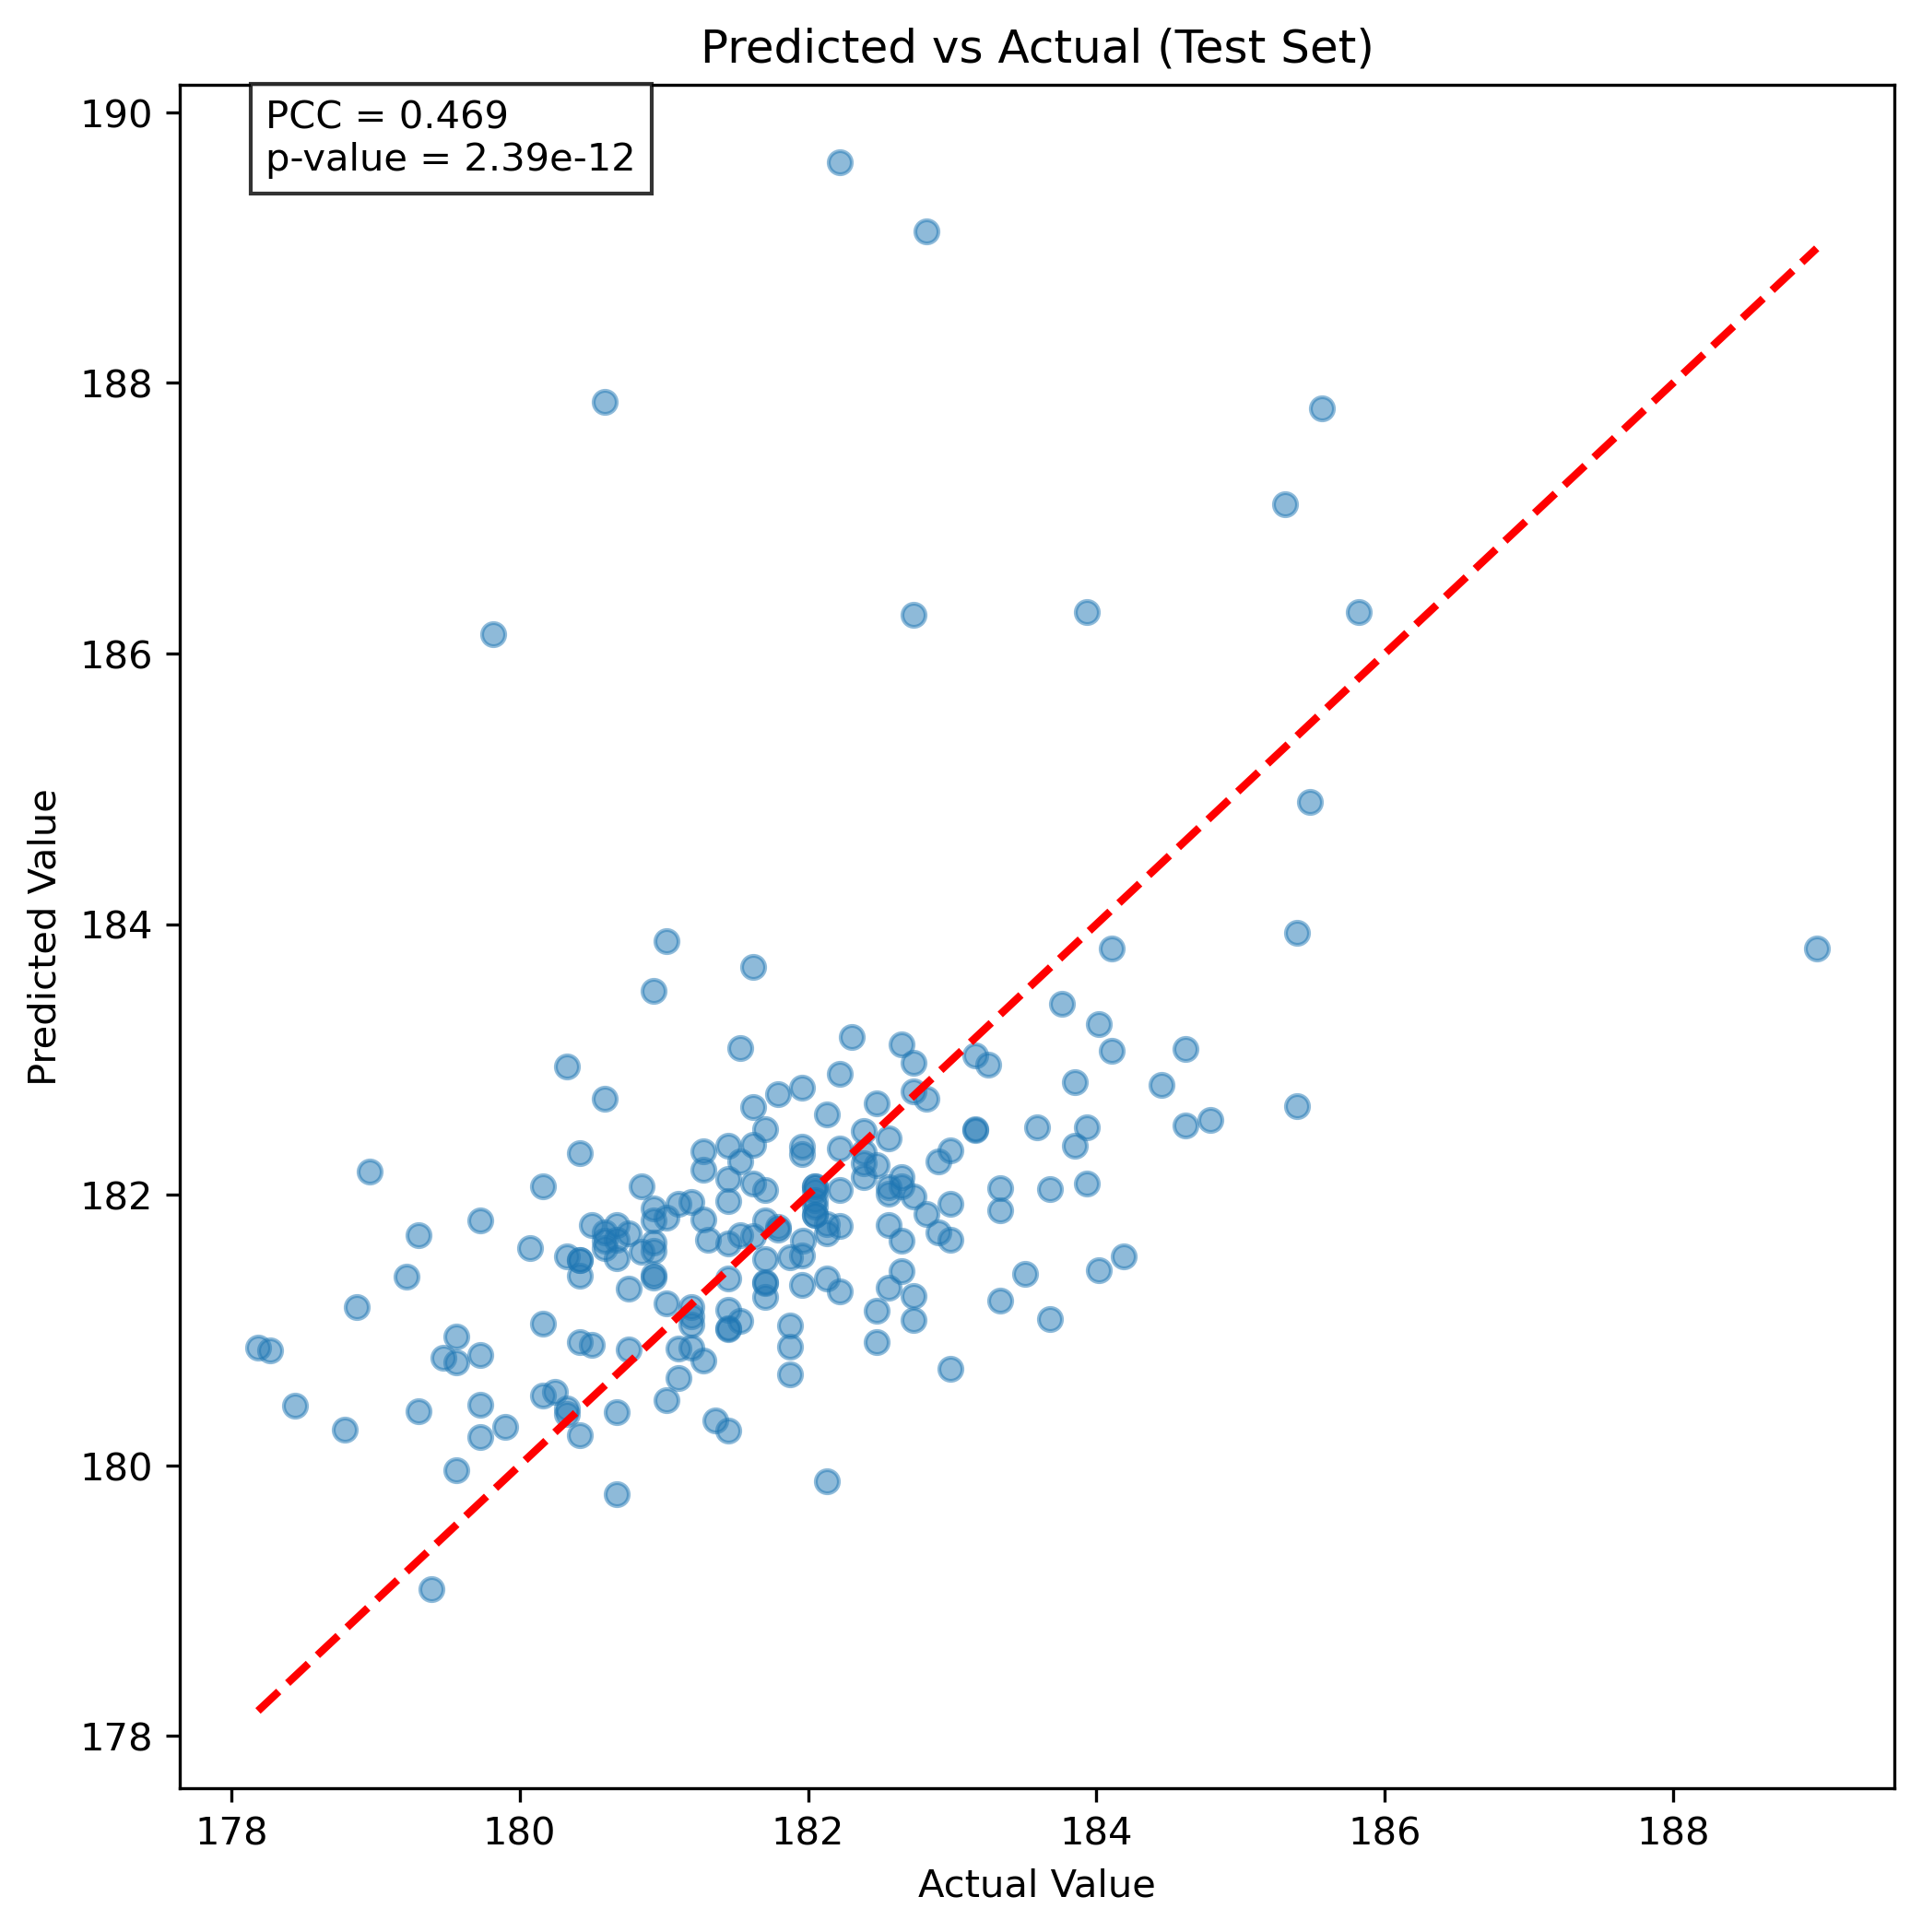 Predicted vs Actual (Test Set)
PCC = 0.469
p-value = 2.39e-12
190
188
186
184
182
180
178
Predicted Value
178
180
182
184
186
188
Actual Value